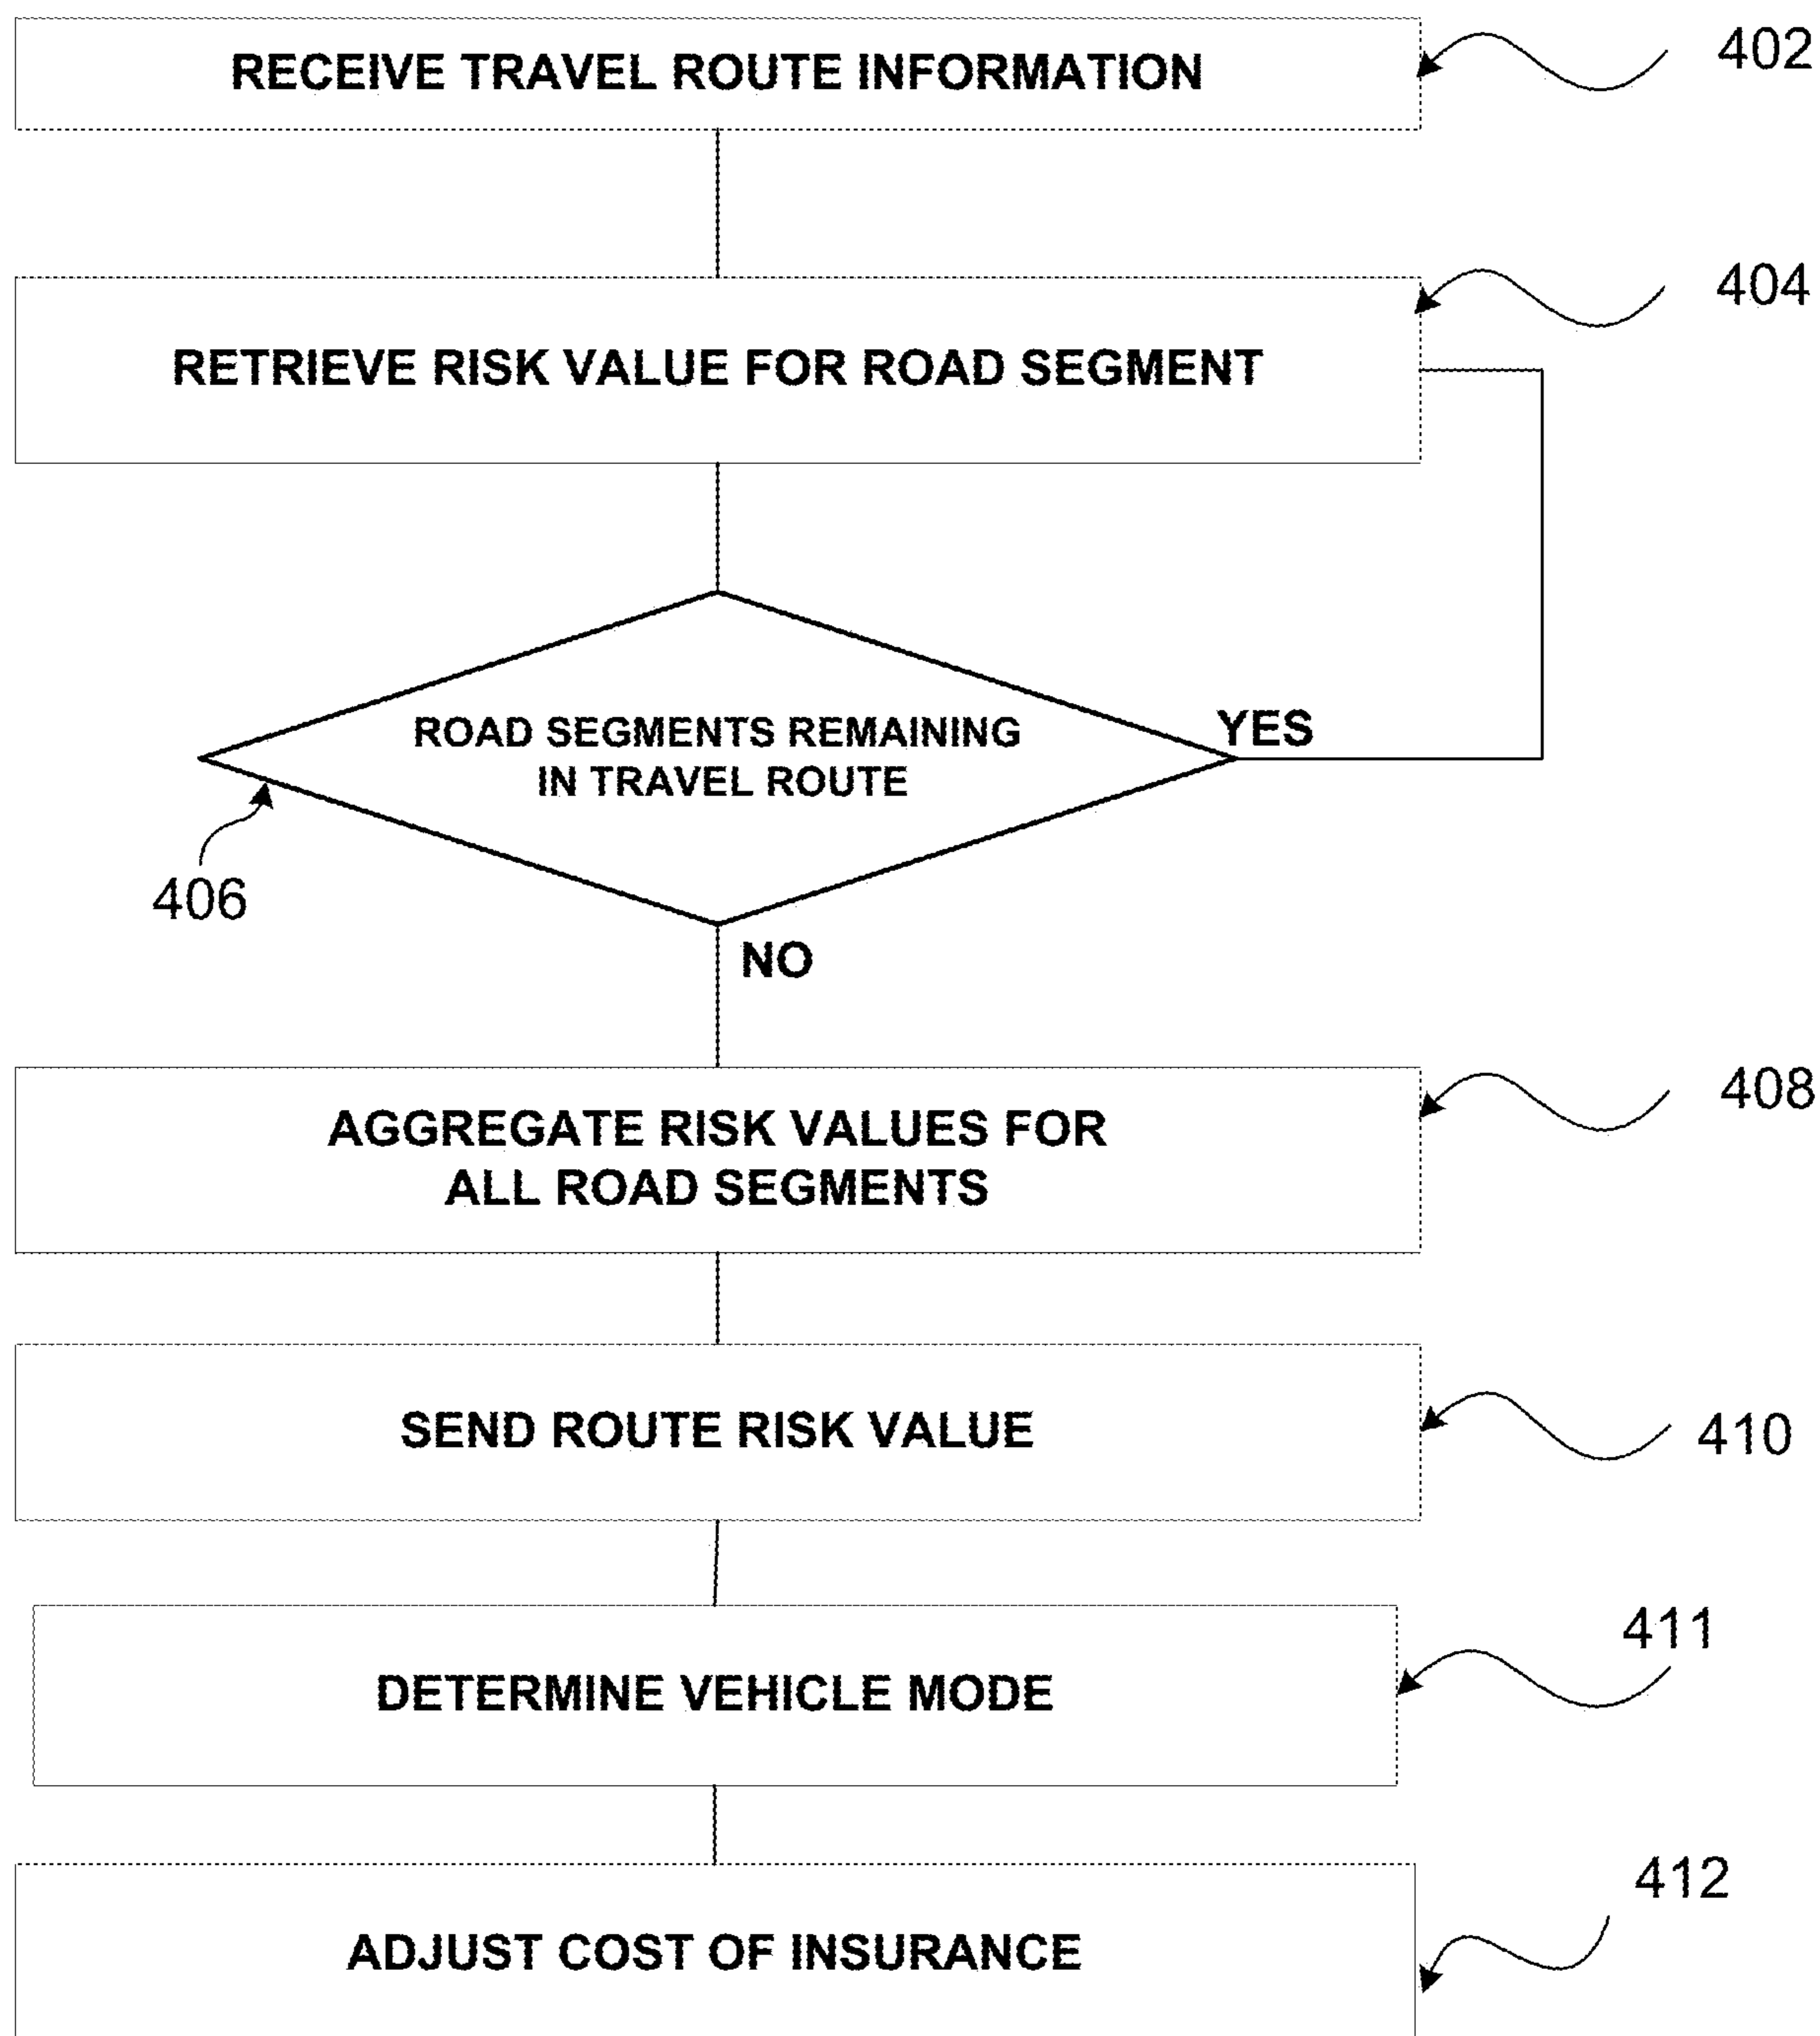 RECEIVE TRAVEL ROUTE INFORMATION
402
404
RETRIEVE RISK VALUE FOR ROAD SEGMENT
ROAD SEGMENTS REMAINING
IN TRAVEL ROUTE
YES
406
NO
408
AGGREGATE RISK VALUES FOR
ALL ROAD SEGMENTS
SEND ROUTE RISK VALUE
410
411
DETERMINE VEHICLE MODE
412
ADJUST COST OF INSURANCE